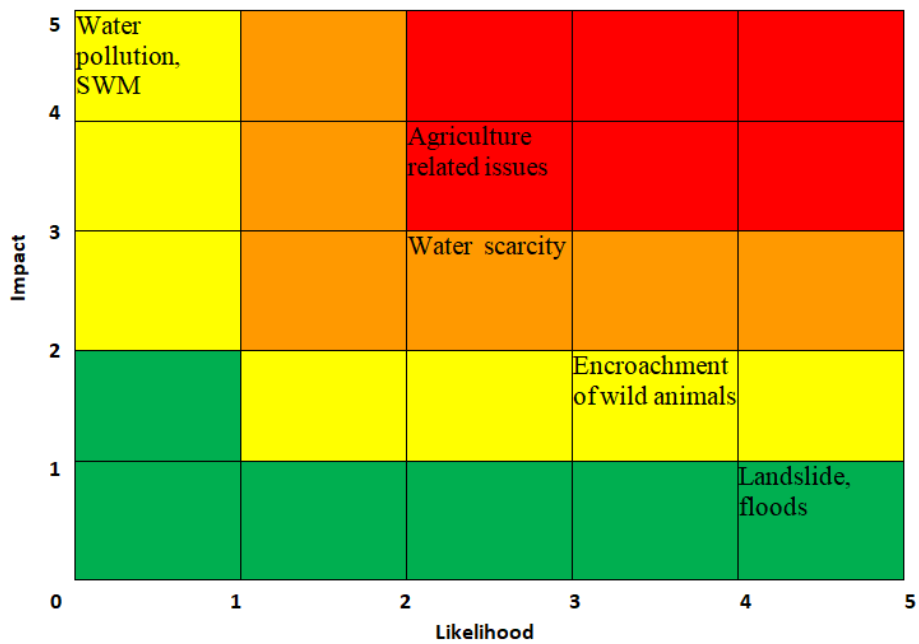 5
Water
pollution,
SWM
4
Agriculture
related issues
3
Water scarcity
Impact
2
Encroachment
of wild animals
1
Landslide,
floods
0 1 2 3 4 5
Likelihood